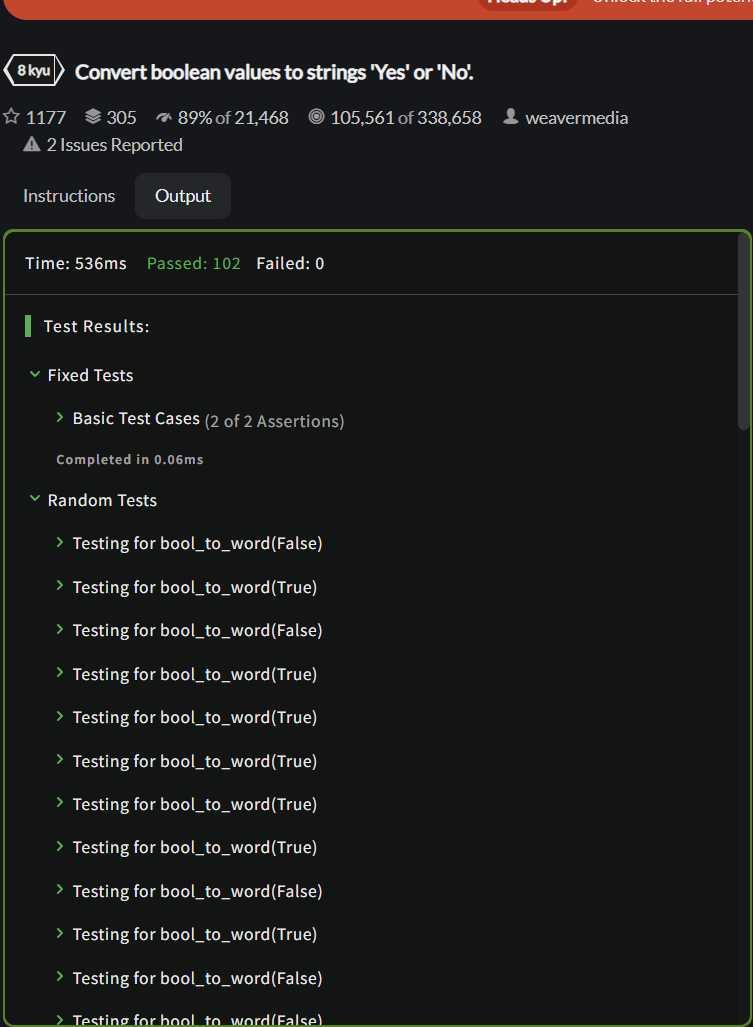 Heads Up!
8 kyu Convert boolean values to strings 'Yes' or 'No'.
1177 305 89% of 21,468 105,561 of 338,658 weavermedia
2 Issues Reported
Instructions Output
Time: 536ms Passed: 102 Failed: 0
Test Results:
Fixed Tests
Basic Test Cases (2 of 2 Assertions)
Completed in 0.06ms
Random Tests
Testing for bool_to_word(False)
Testing for bool_to_word(True)
Testing for bool_to_word(False)
Testing for bool_to_word(True)
Testing for bool_to_word(True)
Testing for bool_to_word(True)
Testing for bool_to_word(True)
Testing for bool_to_word(True)
Testing for bool_to_word(False)
Testing for bool_to_word(True)
Testing for bool_to_word(False)
Testing for bool_to_word(False)